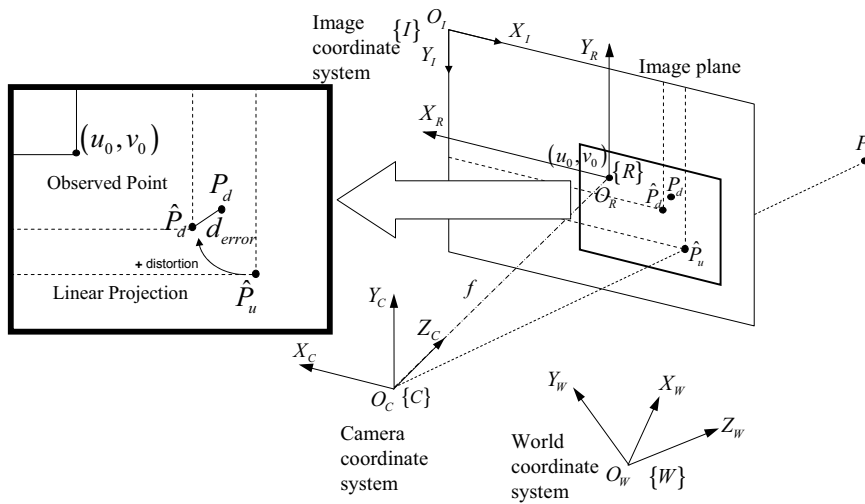 Image
coordinate
system
{I}
O_I
X_I
Y_I
Y_R
Image plane
X_R
(u_0, v_0)
{R}
O_R
P̂_d
P_d
P̂_u
P
(u_0, v_0)
Observed Point
P_d
P̂_d
d_error
+ distortion
Linear Projection
P̂_u
f
Y_C
Z_C
X_C
O_C {C}
Camera
coordinate
system
Y_W
X_W
Z_W
O_W {W}
World
coordinate
system